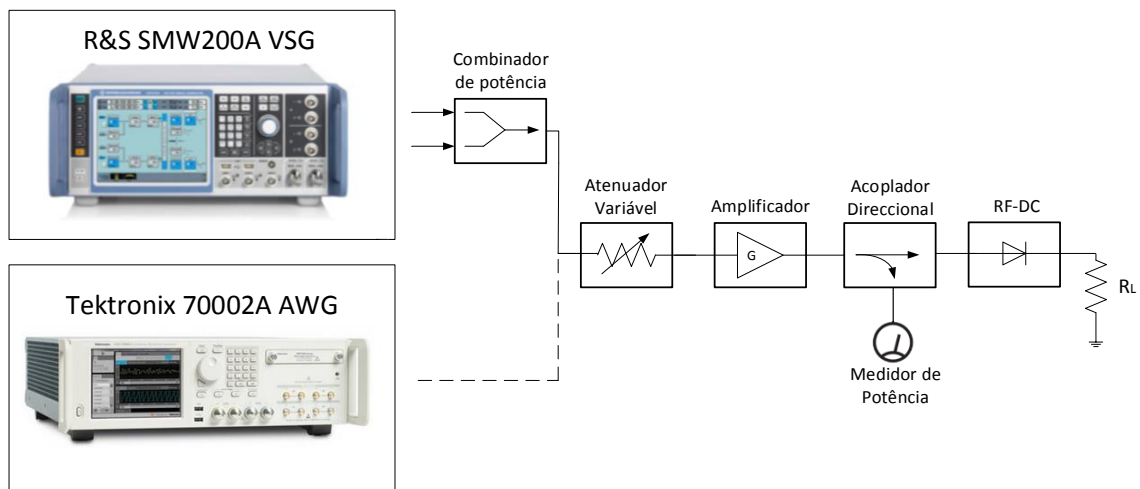 R&S SMW200A VSG
Combinador
de potência
Atenuador
Variável
Amplificador
G
Acoplador
Direccional
RF-DC
RL
Medidor de
Potência
Tektronix 70002A AWG